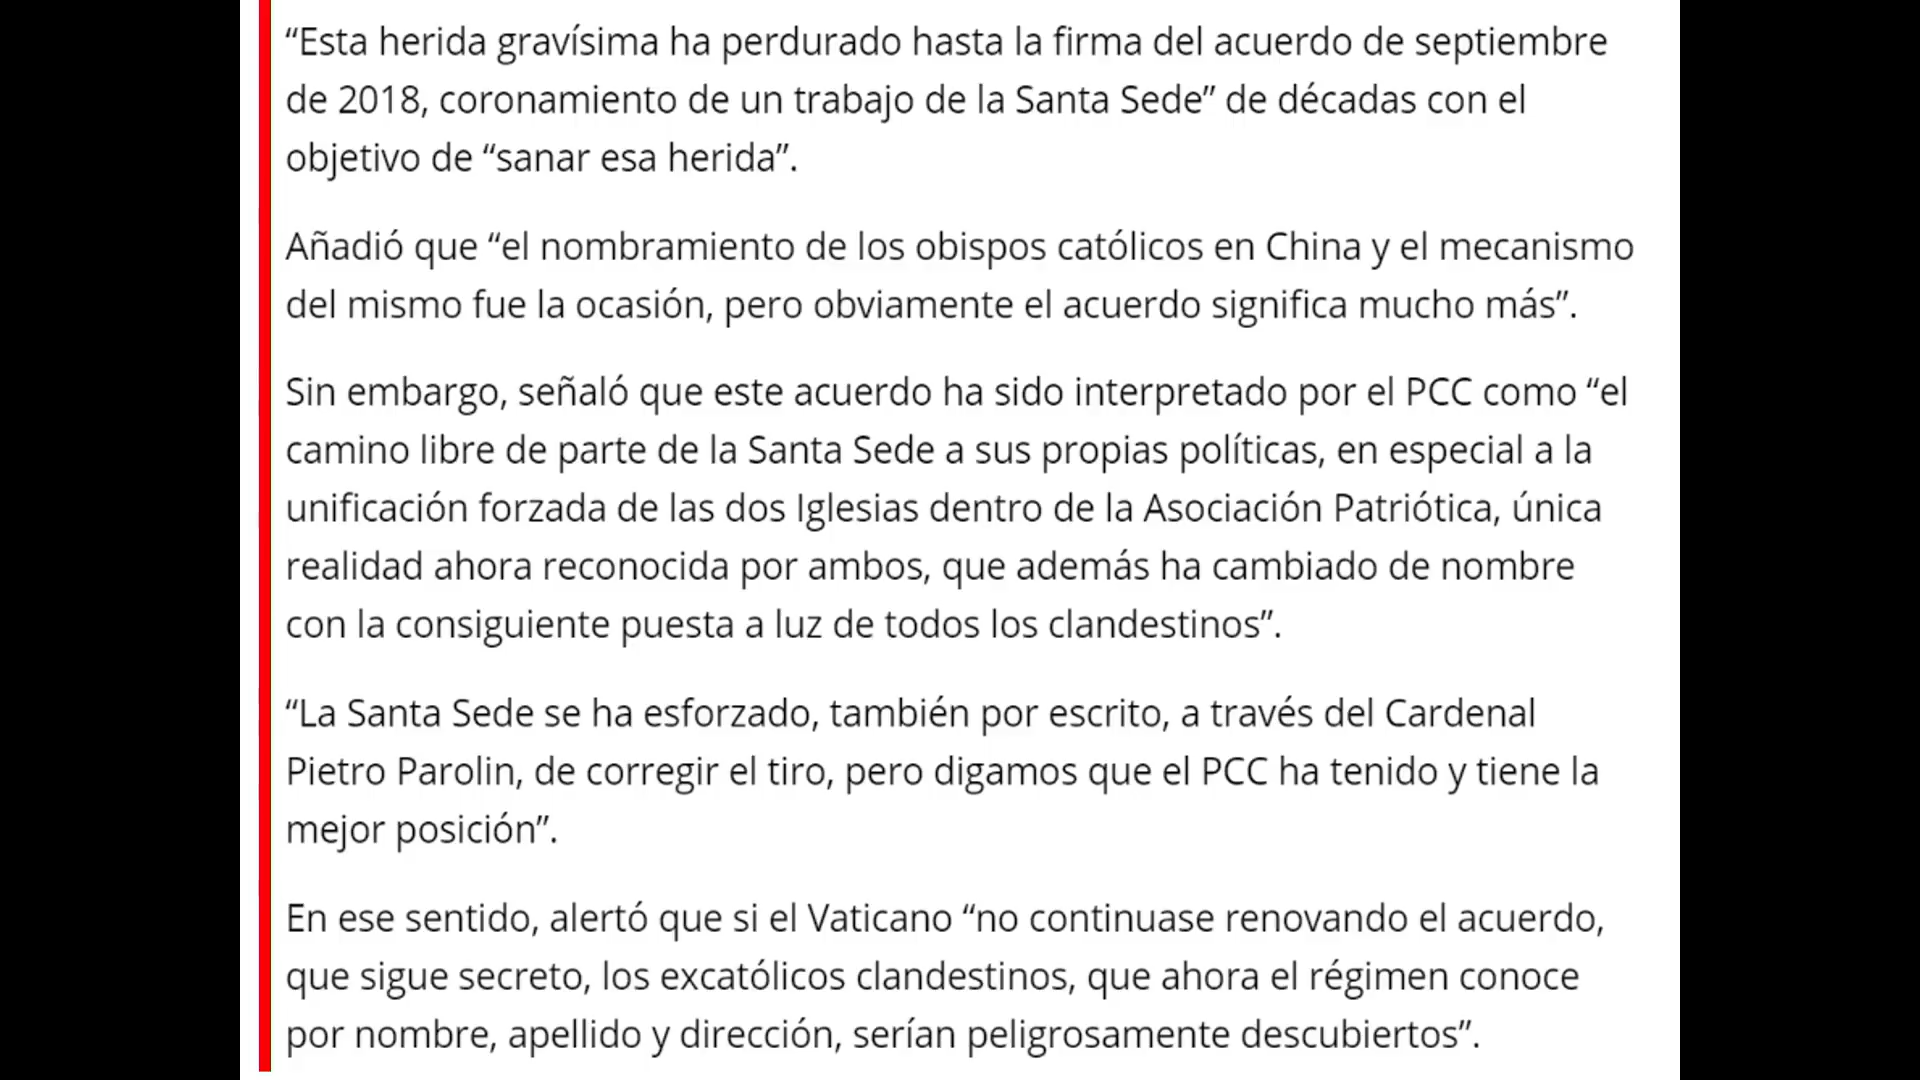 “Esta herida gravísima ha perdurado hasta la firma del acuerdo de septiembre
de 2018, coronamiento de un trabajo de la Santa Sede” de décadas con el
objetivo de “sanar esa herida”.
Añadió que “el nombramiento de los obispos católicos en China y el mecanismo
del mismo fue la ocasión, pero obviamente el acuerdo significa mucho más”.
Sin embargo, señaló que este acuerdo ha sido interpretado por el PCC como “el
camino libre de parte de la Santa Sede a sus propias políticas, en especial a la
unificación forzada de las dos Iglesias dentro de la Asociación Patriótica, única
realidad ahora reconocida por ambos, que además ha cambiado de nombre
con la consiguiente puesta a luz de todos los clandestinos”.
“La Santa Sede se ha esforzado, también por escrito, a través del Cardenal
Pietro Parolin, de corregir el tiro, pero digamos que el PCC ha tenido y tiene la
mejor posición”.
En ese sentido, alertó que si el Vaticano “no continuase renovando el acuerdo,
que sigue secreto, los excatólicos clandestinos, que ahora el régimen conoce
por nombre, apellido y dirección, serían peligrosamente descubiertos”.